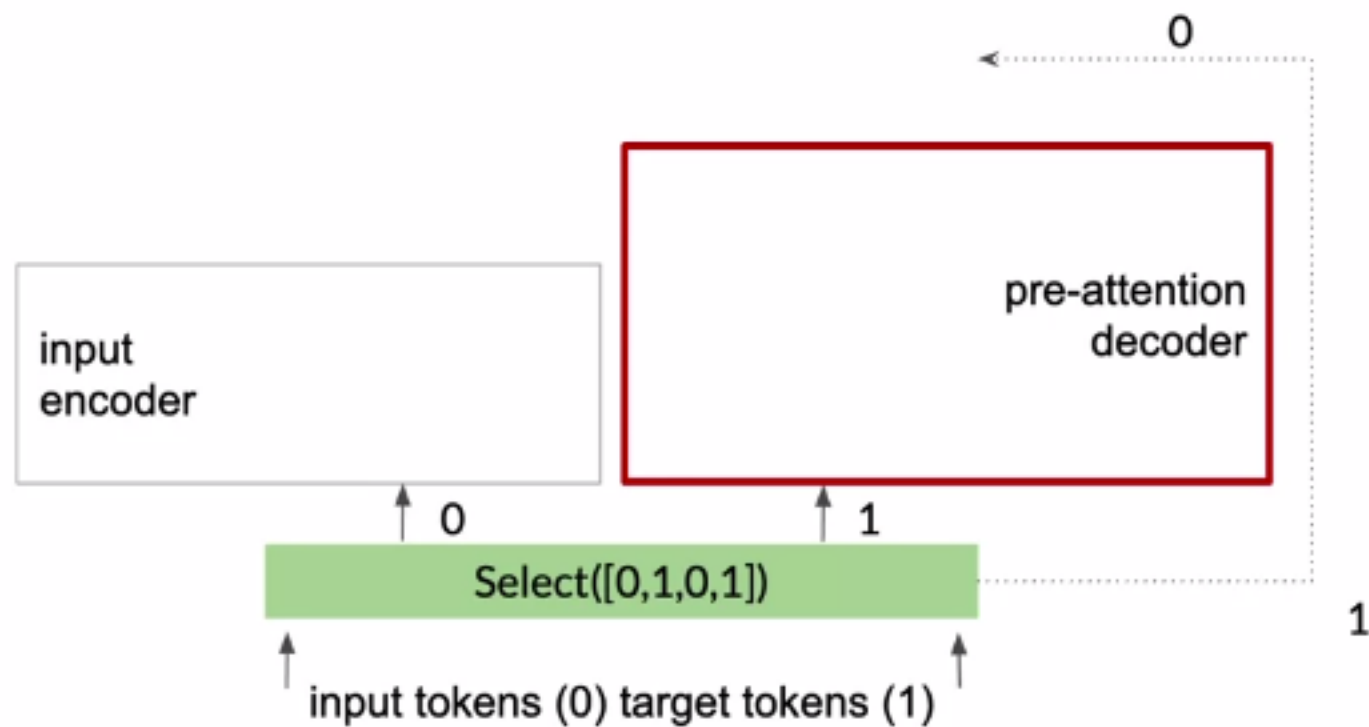 0
pre-attention
decoder
input
encoder
0
1
Select([0,1,0,1])
1
input tokens (0) target tokens (1)